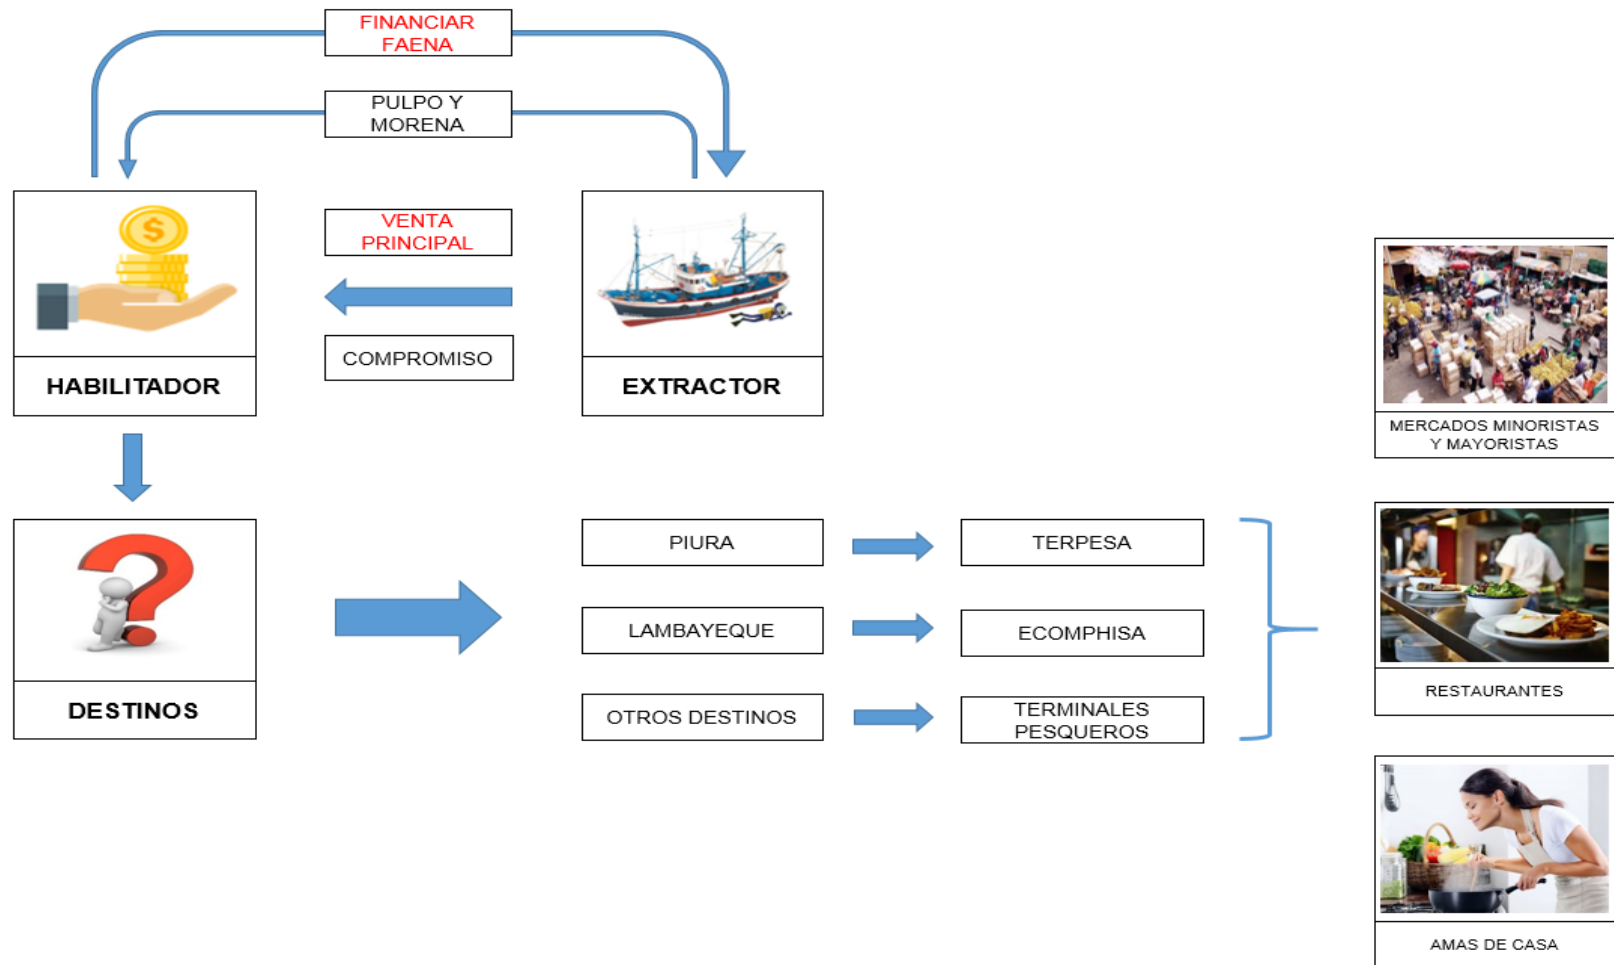 FINANCIAR
FAENA
PULPO Y
MORENA
VENTA
PRINCIPAL
COMPROMISO
HABILITADOR
EXTRACTOR
MERCADOS MINORISTAS
Y MAYORISTAS
PIURA
TERPESA
LAMBAYEQUE
ECOMPHISA
RESTAURANTES
DESTINOS
OTROS DESTINOS
TERMINALES
PESQUEROS
AMAS DE CASA